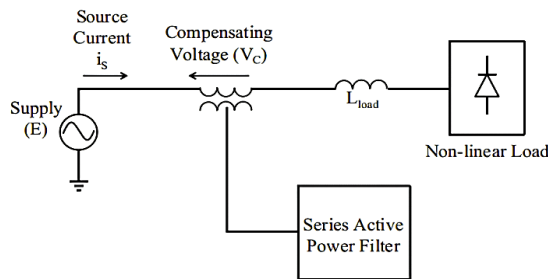 Source
Current
iS
Compensating
Voltage (VC)
Supply
(E)
Lload
Non-linear Load
Series Active
Power Filter